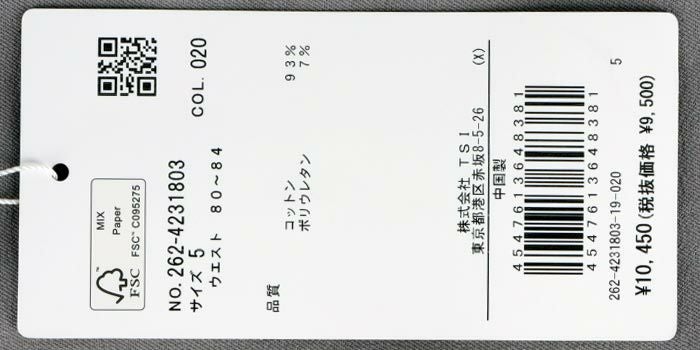 MIX
Paper
FSC™ C095275
FSC
COL. 020
NO. 262-4231803
サイズ 5
ウエスト 80～84
品質
コットン 93%
ポリウレタン 7%
株式会社 TSI
東京都港区赤坂8-5-26 (X)
中国製
4547613648381
4547613648381
262-4231803-19-020 5
¥10,450(税抜価格 ¥9,500)